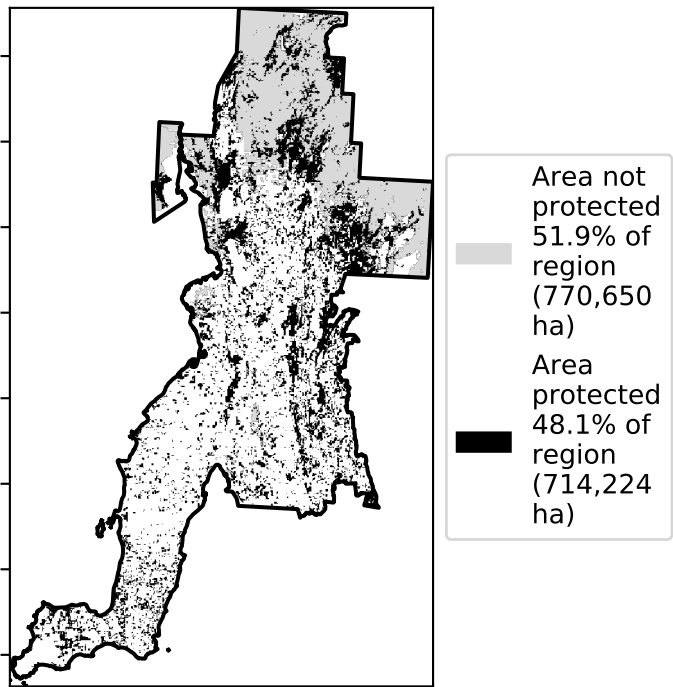 Area not
protected
51.9% of
region
(770,650
ha)
Area
protected
48.1% of
region
(714,224
ha)